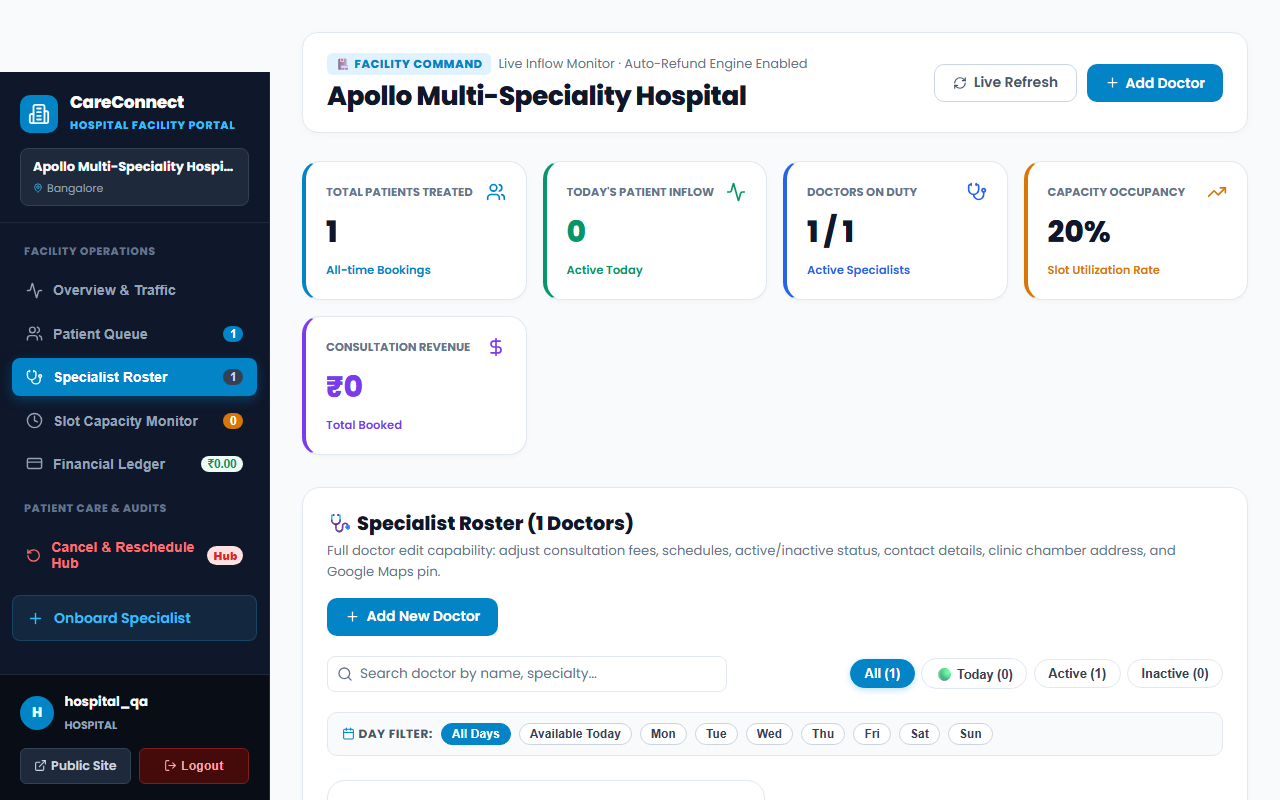 CareConnect
HOSPITAL FACILITY PORTAL
Apollo Multi-Speciality Hospi...
Bangalore
FACILITY OPERATIONS
Overview & Traffic
Patient Queue 1
Specialist Roster 1
Slot Capacity Monitor 0
Financial Ledger ₹0.00
PATIENT CARE & AUDITS
Cancel & Reschedule
Hub
Hub
Onboard Specialist
H
hospital_qa
HOSPITAL
Public Site
Logout
FACILITY COMMAND Live Inflow Monitor · Auto-Refund Engine Enabled
Apollo Multi-Speciality Hospital
Live Refresh
Add Doctor
TOTAL PATIENTS TREATED
1
All-time Bookings
TODAY'S PATIENT INFLOW
0
Active Today
DOCTORS ON DUTY
1 / 1
Active Specialists
CAPACITY OCCUPANCY
20%
Slot Utilization Rate
CONSULTATION REVENUE
₹0
Total Booked
Specialist Roster (1 Doctors)
Full doctor edit capability: adjust consultation fees, schedules, active/inactive status, contact details, clinic chamber address, and
Google Maps pin.
Add New Doctor
Search doctor by name, specialty...
All (1) Today (0) Active (1) Inactive (0)
DAY FILTER: All Days Available Today Mon Tue Wed Thu Fri Sat Sun